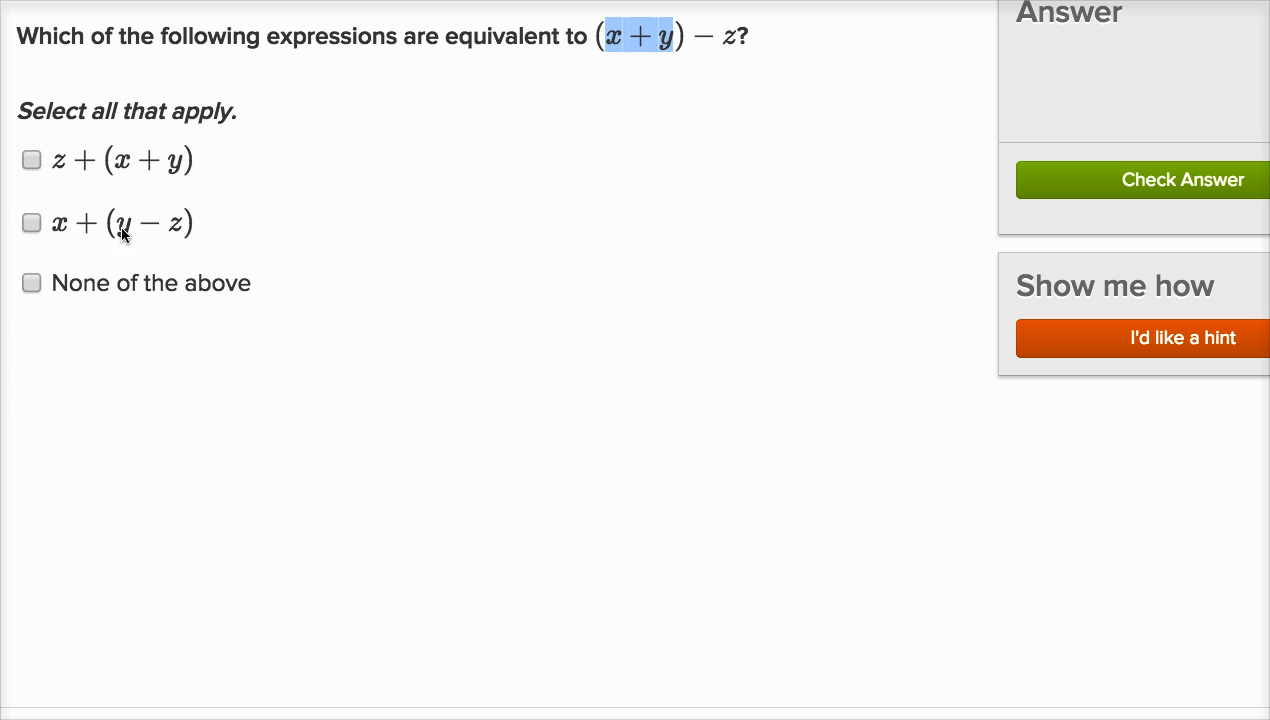 Which of the following expressions are equivalent to (x + y) − z?
Select all that apply.
z + (x + y)
x + (y − z)
None of the above
Answer
Check Answer
Show me how
I'd like a hint